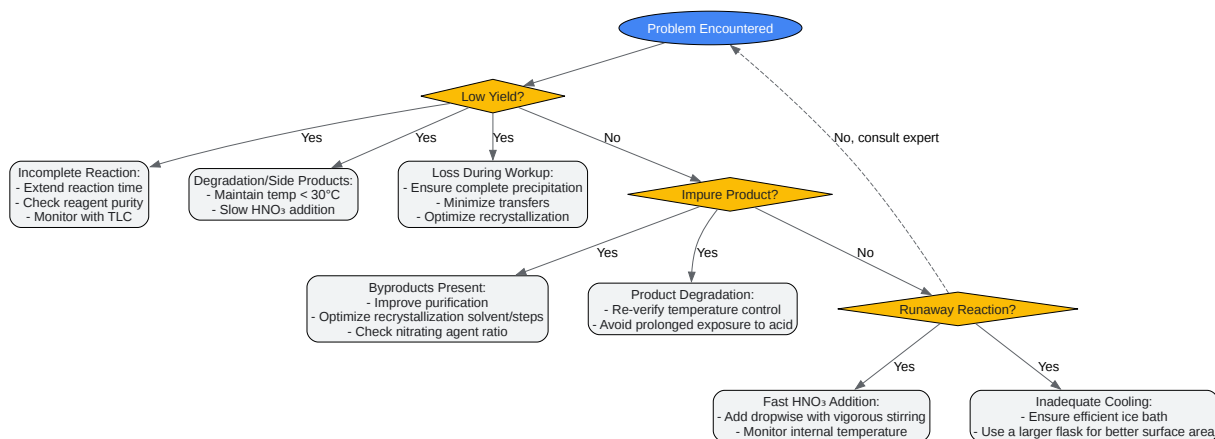 Problem Encountered
Low Yield?
No, consult expert
Yes
Yes
Yes
No
Incomplete Reaction:
- Extend reaction time
- Check reagent purity
- Monitor with TLC
Degradation/Side Products:
- Maintain temp < 30°C
- Slow HNO₃ addition
Loss During Workup:
- Ensure complete precipitation
- Minimize transfers
- Optimize recrystallization
Impure Product?
Yes
Yes
No
Byproducts Present:
- Improve purification
- Optimize recrystallization solvent/steps
- Check nitrating agent ratio
Product Degradation:
- Re-verify temperature control
- Avoid prolonged exposure to acid
Runaway Reaction?
Yes
Yes
Fast HNO₃ Addition:
- Add dropwise with vigorous stirring
- Monitor internal temperature
Inadequate Cooling:
- Ensure efficient ice bath
- Use a larger flask for better surface area